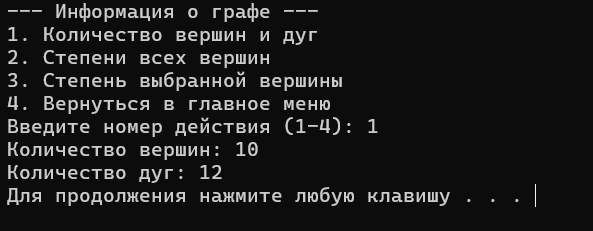 --- Информация о графе ---
1. Количество вершин и дуг
2. Степени всех вершин
3. Степень выбранной вершины
4. Вернуться в главное меню
Введите номер действия (1-4): 1
Количество вершин: 10
Количество дуг: 12
Для продолжения нажмите любую клавишу . . .